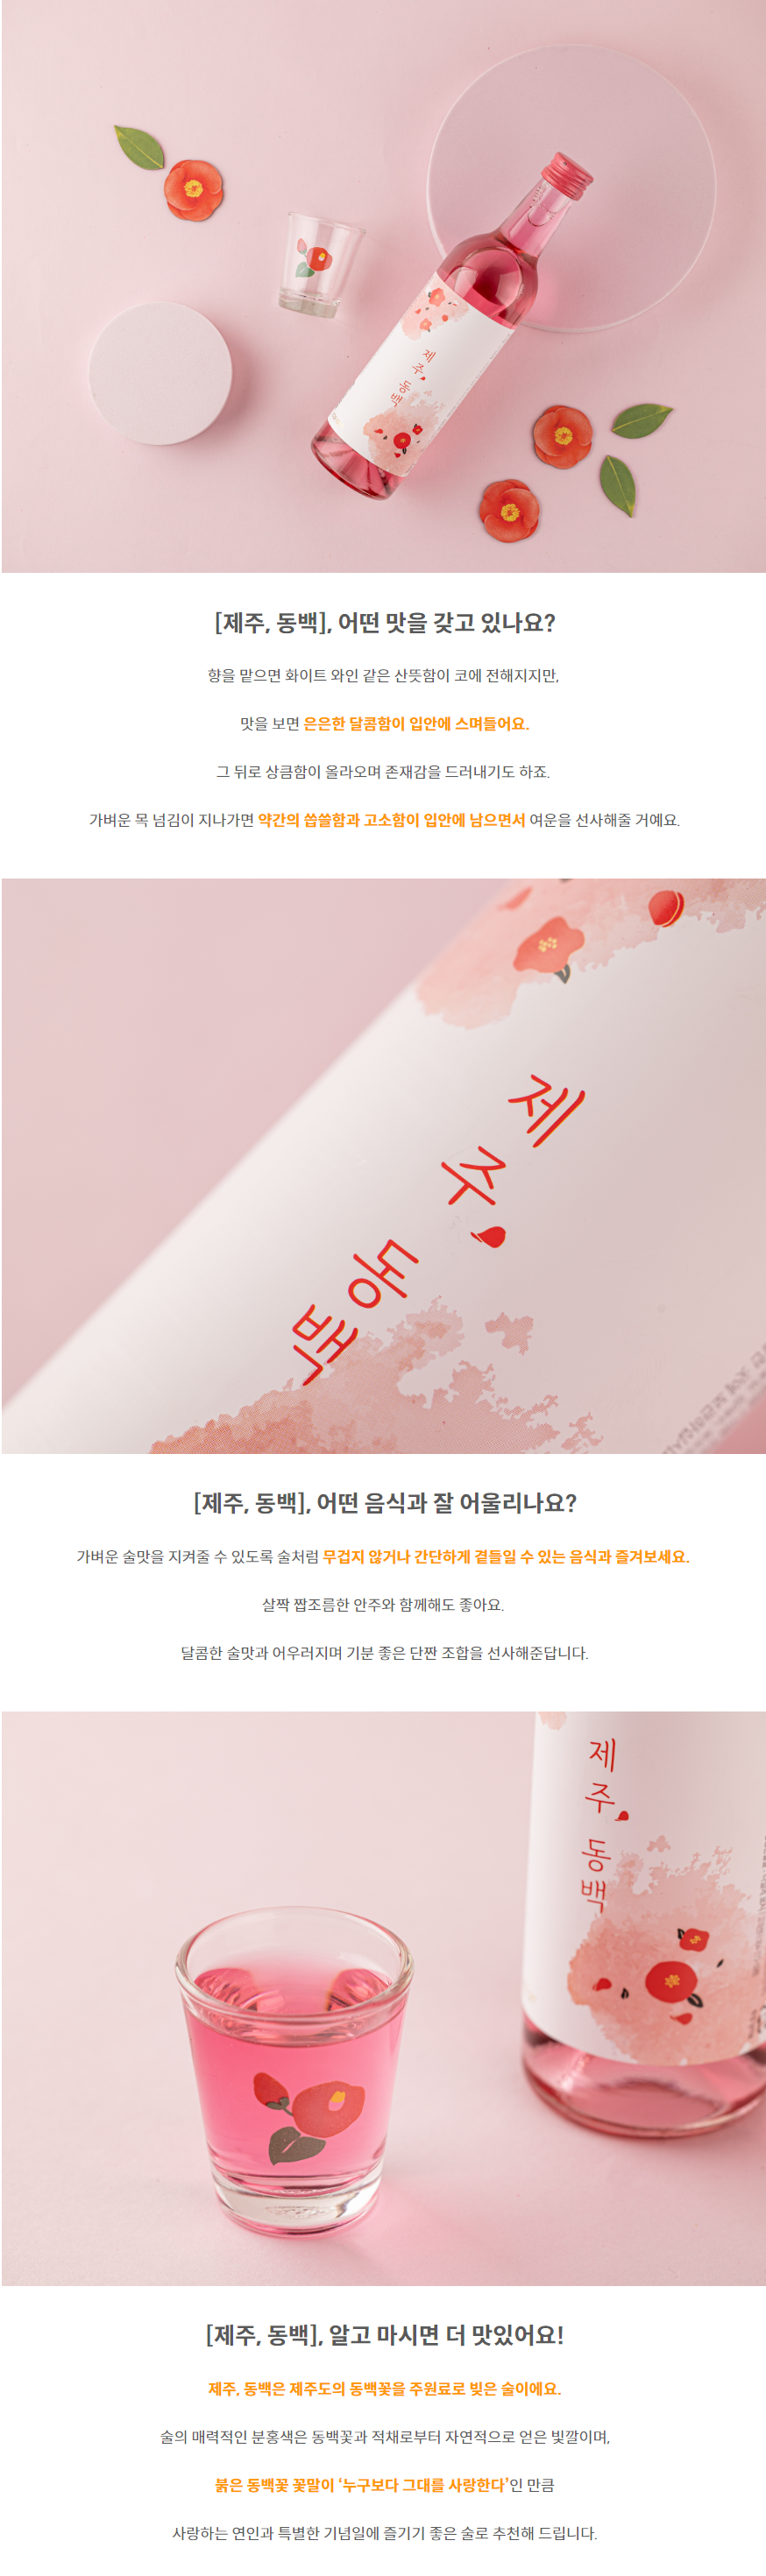 제
주,
동
백
[제주, 동백], 어떤 맛을 갖고 있나요?
향을 맡으면 화이트 와인 같은 산뜻함이 코에 전해지지만,
맛을 보면 은은한 달콤함이 입안에 스며들어요.
그 뒤로 상큼함이 올라오며 존재감을 드러내기도 하죠.
가벼운 목 넘김이 지나가면 약간의 씁쓸함과 고소함이 입안에 남으면서 여운을 선사해줄 거예요.
제
주,
동
백
[제주, 동백], 어떤 음식과 잘 어울리나요?
가벼운 술맛을 지켜줄 수 있도록 술처럼 무겁지 않거나 간단하게 곁들일 수 있는 음식과 즐겨보세요.
살짝 짭조름한 안주와 함께해도 좋아요.
달콤한 술맛과 어우러지며 기분 좋은 단짠 조합을 선사해준답니다.
제
주,
동
백
[제주, 동백], 알고 마시면 더 맛있어요!
제주, 동백은 제주도의 동백꽃을 주원료로 빚은 술이에요.
술의 매력적인 분홍색은 동백꽃과 적채로부터 자연적으로 얻은 빛깔이며,
붉은 동백꽃 꽃말이 ‘누구보다 그대를 사랑한다’인 만큼
사랑하는 연인과 특별한 기념일에 즐기기 좋은 술로 추천해 드립니다.